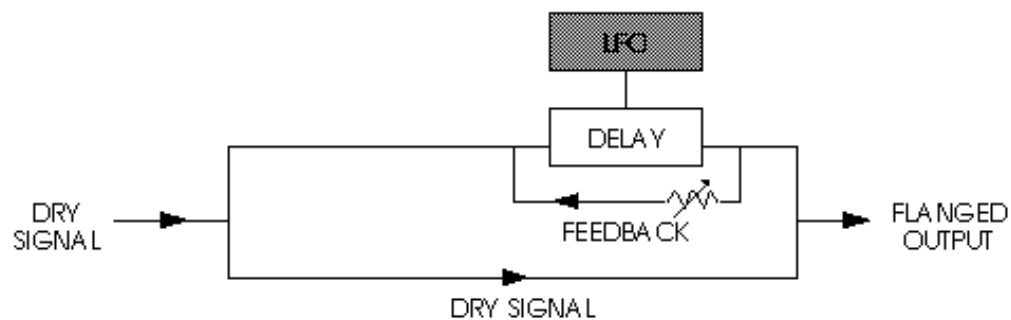 LFO
DELAY
FEEDBACK
DRY
SIGNAL
FLANGED
OUTPUT
DRY SIGNAL